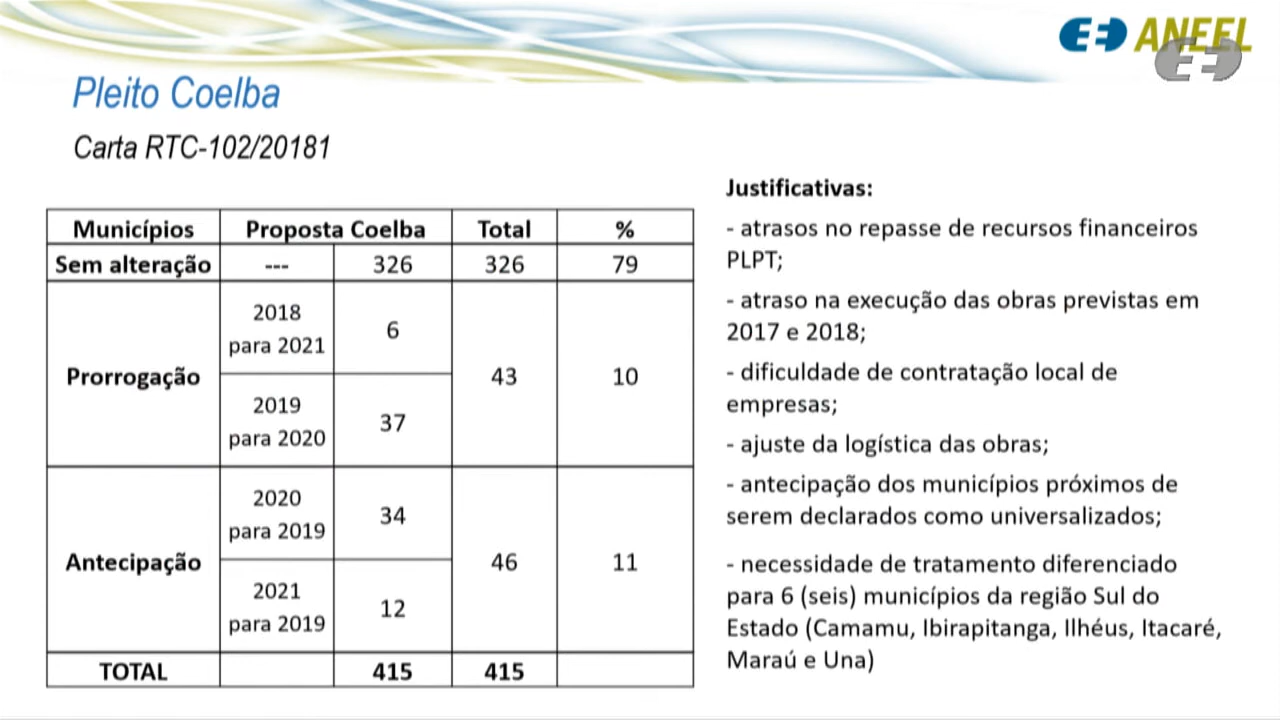 ANEEL
Pleito Coelba
Carta RTC-102/20181
Municípios Proposta Coelba Total %
Sem alteração --- 326 326 79
Prorrogação
2018
para 2021
6
2019
para 2020
37
43
10
Antecipação
2020
para 2019
34
2021
para 2019
12
46
11
TOTAL 415 415
Justificativas:
- atrasos no repasse de recursos financeiros
PLPT;
- atraso na execução das obras previstas em
2017 e 2018;
- dificuldade de contratação local de
empresas;
- ajuste da logística das obras;
- antecipação dos municípios próximos de
serem declarados como universalizados;
- necessidade de tratamento diferenciado
para 6 (seis) municípios da região Sul do
Estado (Camamu, Ibirapitanga, Ilhéus, Itacaré,
Maraú e Una)